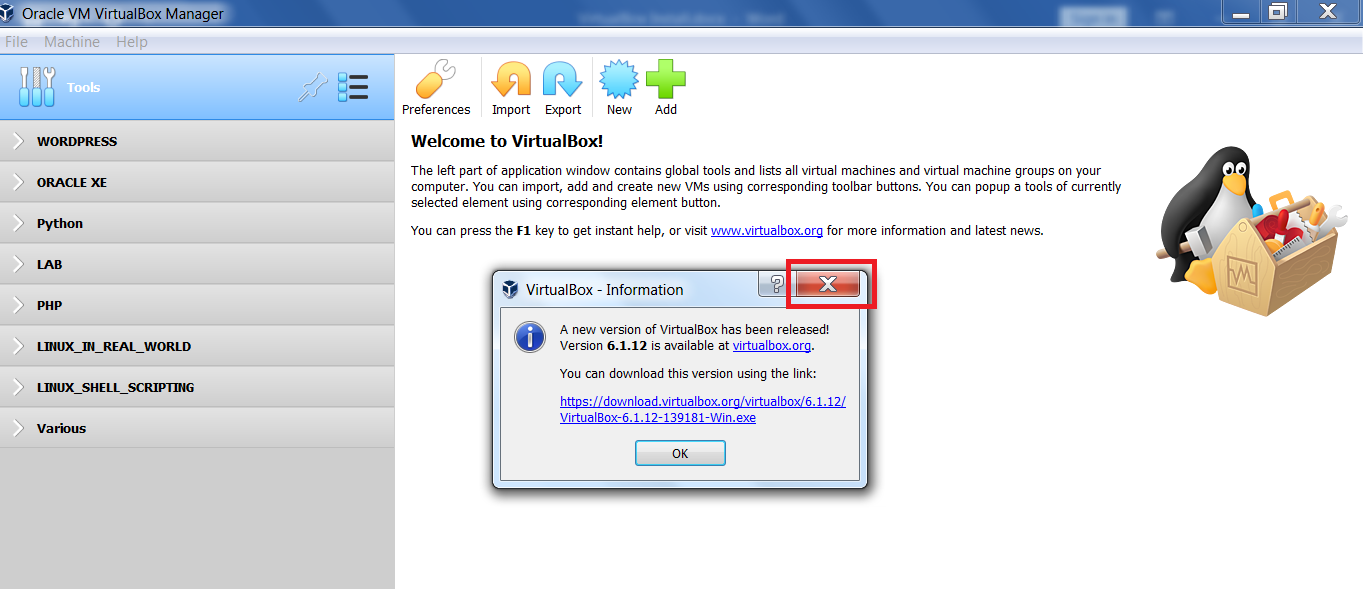 Oracle VM VirtualBox Manager
File Machine Help
Tools
WORDPRESS
ORACLE XE
Python
LAB
PHP
LINUX_IN_REAL_WORLD
LINUX_SHELL_SCRIPTING
Various
Preferences Import Export New Add
Welcome to VirtualBox!
The left part of application window contains global tools and lists all virtual machines and virtual machine groups on your
computer. You can import, add and create new VMs using corresponding toolbar buttons. You can popup a tools of currently
selected element using corresponding element button.
You can press the F1 key to get instant help, or visit www.virtualbox.org for more information and latest news.
VirtualBox - Information
A new version of VirtualBox has been released!
Version 6.1.12 is available at virtualbox.org.
You can download this version using the link:
https://download.virtualbox.org/virtualbox/6.1.12/
VirtualBox-6.1.12-139181-Win.exe
OK